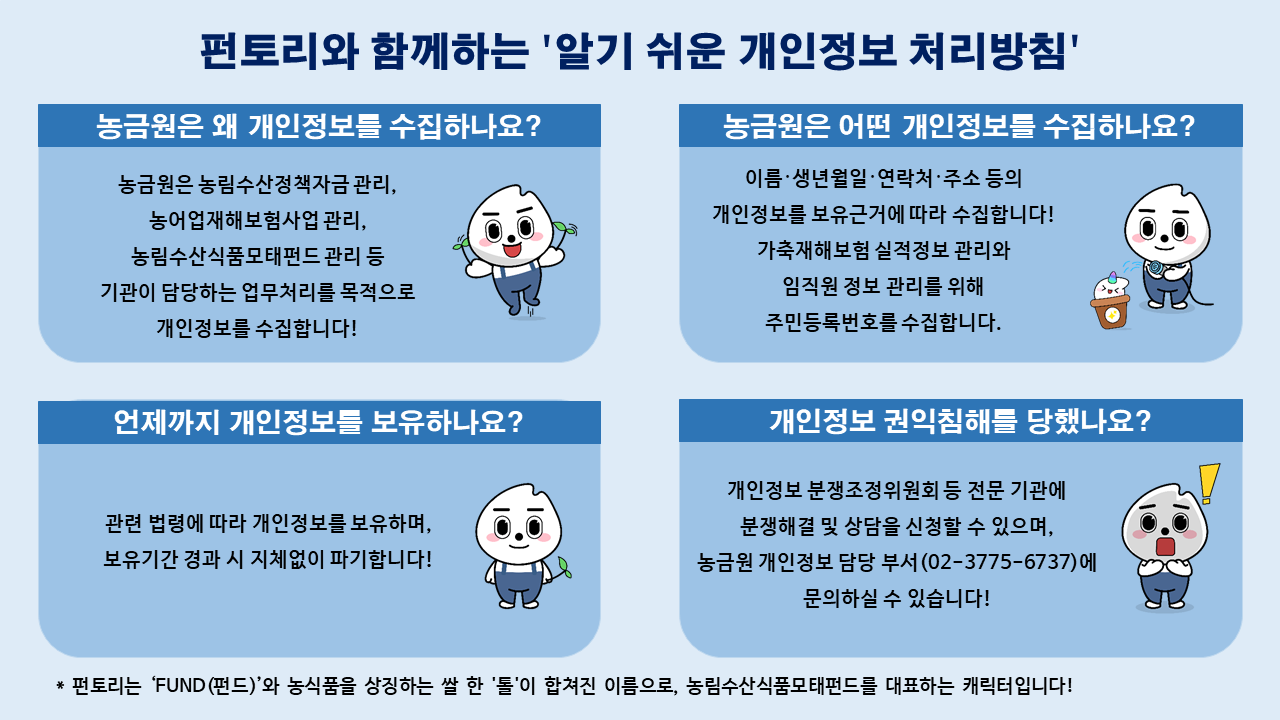 펀토리와 함께하는 '알기 쉬운 개인정보 처리방침'
농금원은 왜 개인정보를 수집하나요?
농금원은 농림수산정책자금 관리,
농어업재해보험사업 관리,
농림수산식품모태펀드 관리 등
기관이 담당하는 업무처리를 목적으로
개인정보를 수집합니다!
농금원은 어떤 개인정보를 수집하나요?
이름·생년월일·연락처·주소 등의
개인정보를 보유근거에 따라 수집합니다!
가축재해보험 실적정보 관리와
임직원 정보 관리를 위해
주민등록번호를 수집합니다.
언제까지 개인정보를 보유하나요?
관련 법령에 따라 개인정보를 보유하며,
보유기간 경과 시 지체없이 파기합니다!
개인정보 권익침해를 당했나요?
개인정보 분쟁조정위원회 등 전문 기관에
분쟁해결 및 상담을 신청할 수 있으며,
농금원 개인정보 담당 부서(02-3775-6737)에
문의하실 수 있습니다!
* 펀토리는 ‘FUND(펀드)’와 농식품을 상징하는 쌀 한 '톨'이 합쳐진 이름으로, 농림수산식품모태펀드를 대표하는 캐릭터입니다!